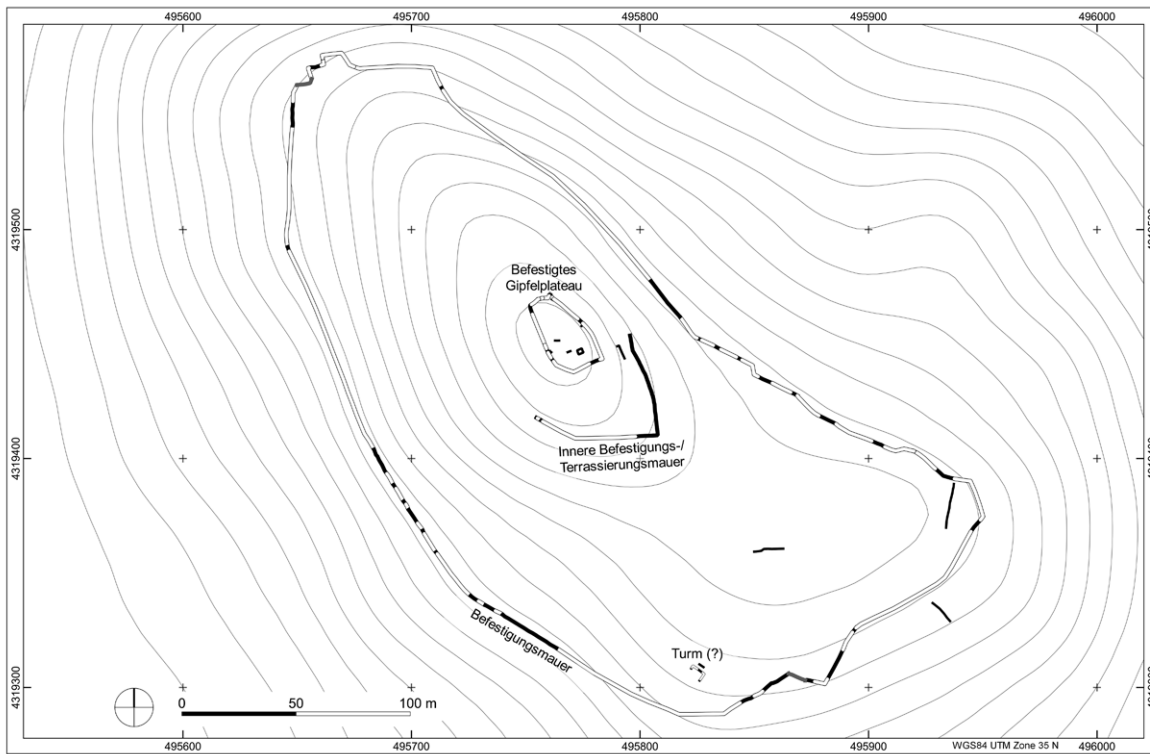 495600 495700 495800 495900 496000
4319500
Befestigtes
Gipfelplateau
Innere Befestigungs-/
Terrassierungsmauer
4319400
Befestigungsmauer
Turm (?)
4319300
0 50 100 m
WGS84 UTM Zone 35 N
495600 495700 495800 495900 496000